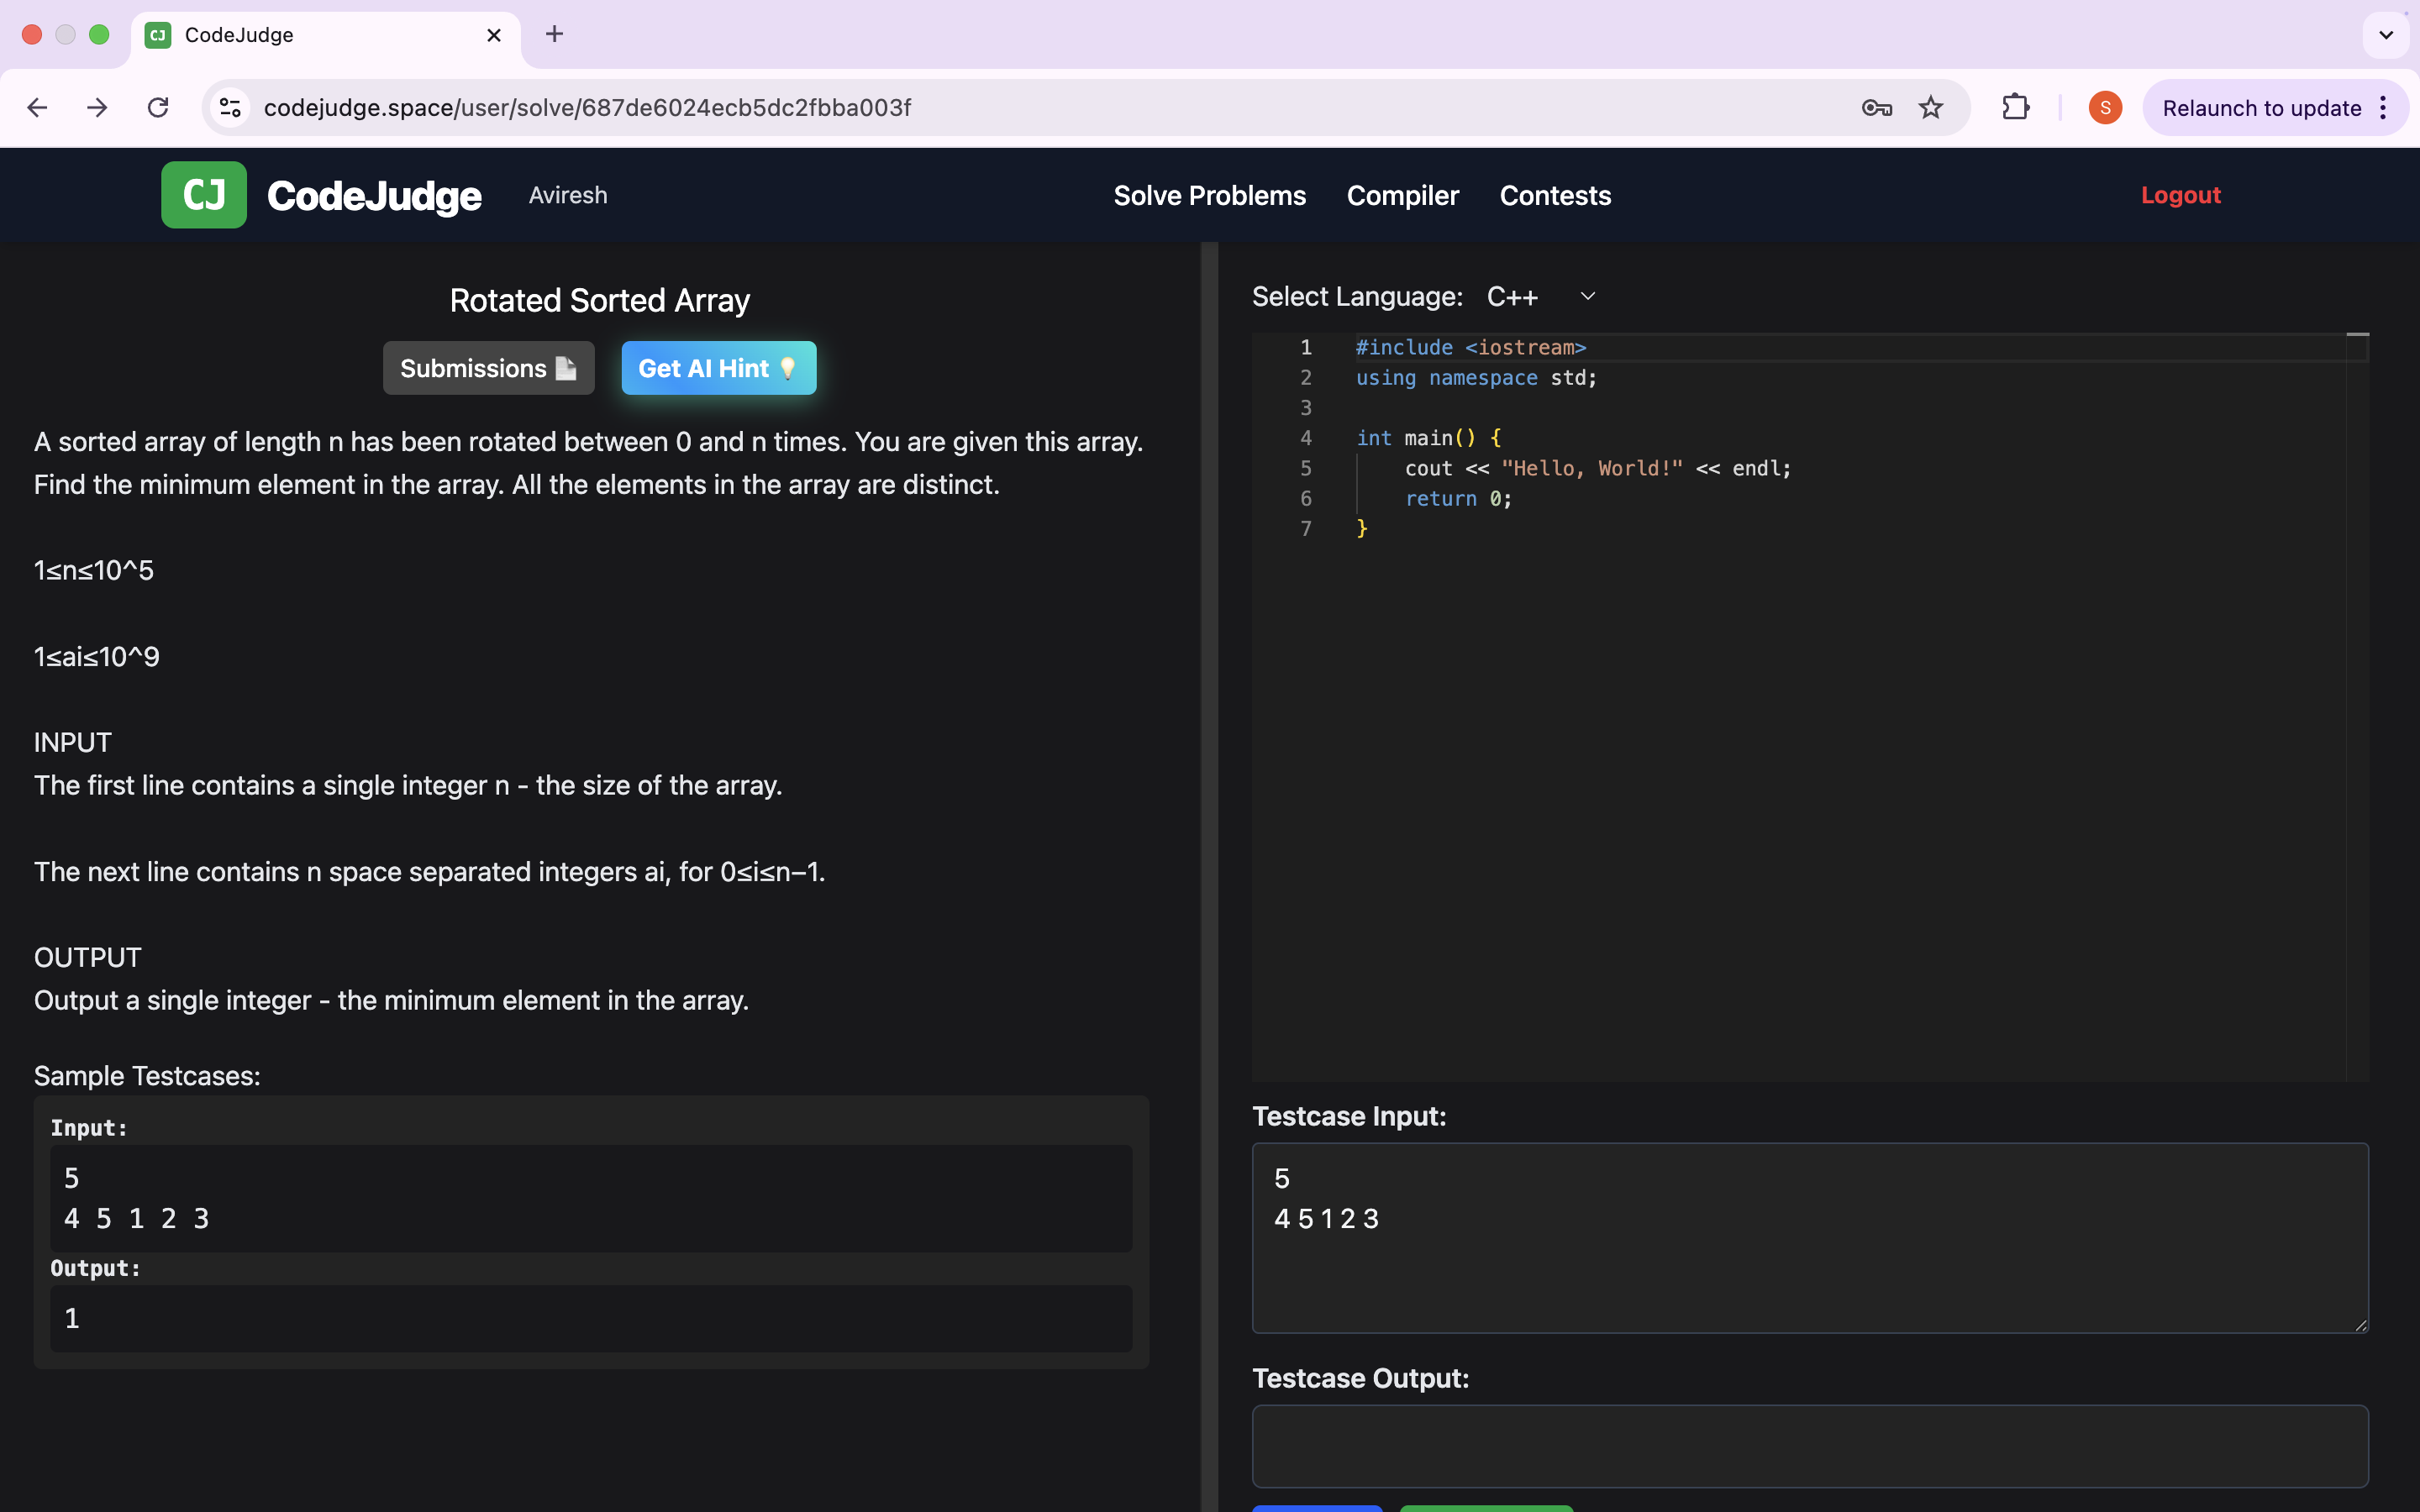 CJ CodeJudge
codejudge.space/user/solve/687de6024ecb5dc2fbba003f
S
Relaunch to update
CJ CodeJudge Aviresh Solve Problems Compiler Contests Logout
Rotated Sorted Array
Submissions
Get AI Hint
A sorted array of length n has been rotated between 0 and n times. You are given this array.
Find the minimum element in the array. All the elements in the array are distinct.
1≤n≤10^5
1≤ai≤10^9
INPUT
The first line contains a single integer n - the size of the array.
The next line contains n space separated integers ai, for 0≤i≤n−1.
OUTPUT
Output a single integer - the minimum element in the array.
Sample Testcases:
Input:
5
4 5 1 2 3
Output:
1
Select Language: C++
1 #include <iostream>
2 using namespace std;
3
4 int main() {
5 cout << "Hello, World!" << endl;
6 return 0;
7 }
Testcase Input:
5
4 5 1 2 3
Testcase Output: